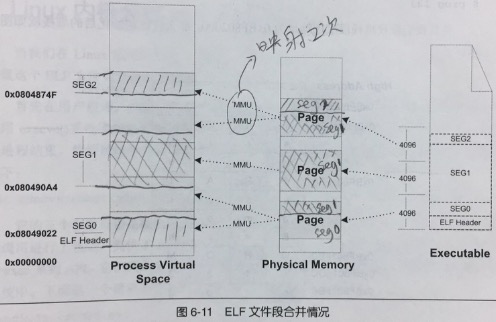 映射2次
SEG2
0x0804874F
SEG1
0x080490A4
SEG0
0x08049022
ELF Header
0x00000000
Process Virtual
Space
MMU
MMU
MMU
MMU
MMU
seg2
Page
seg1
seg1
Page
seg1
Page
seg0
Physical Memory
4096
4096
4096
SEG2
SEG1
SEG0
ELF Header
Executable
图 6-11 ELF 文件段合并情况